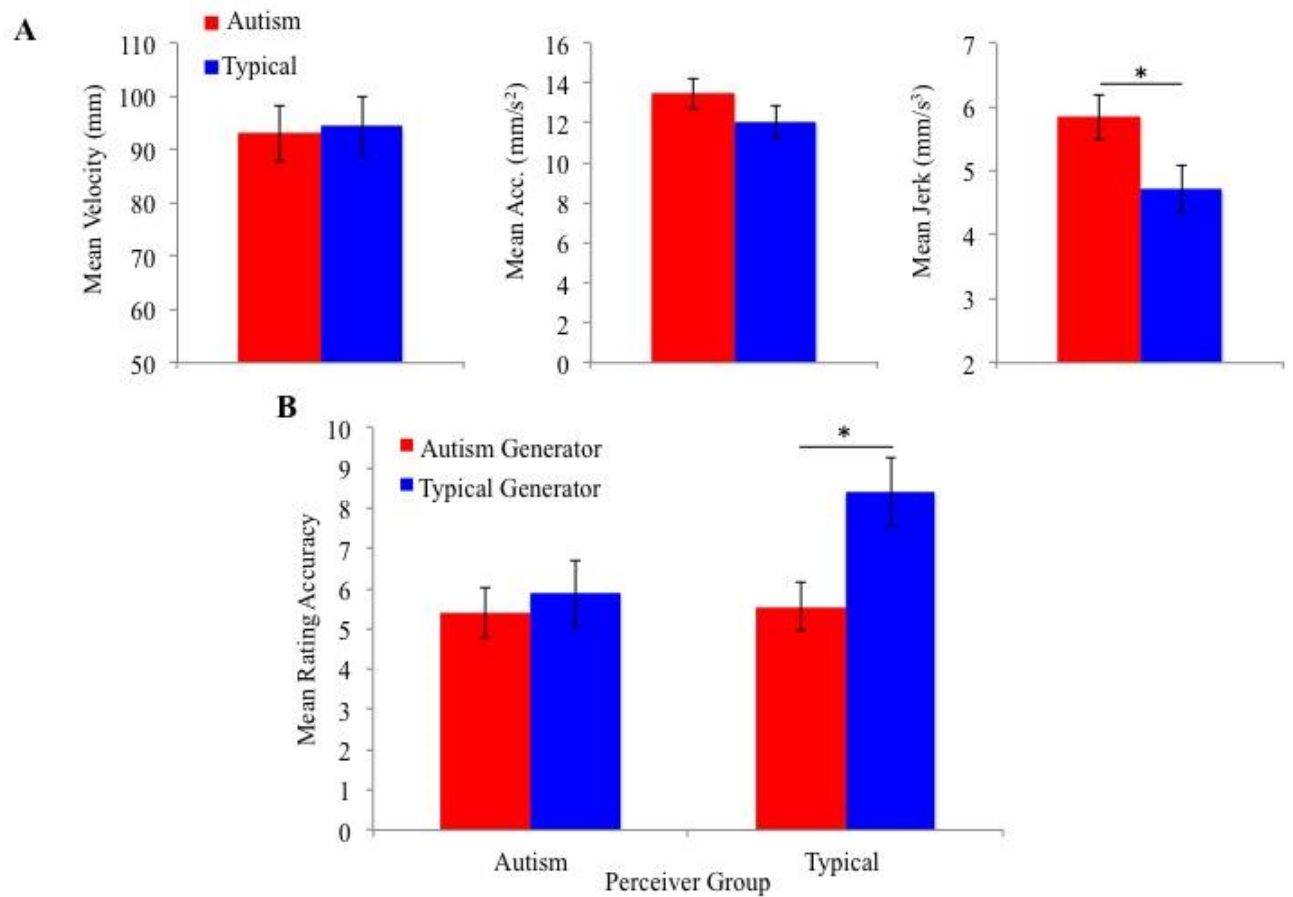 A
Autism
Typical
Mean Velocity (mm)
110
100
90
80
70
60
50
Mean Acc. (mm/s²)
16
14
12
10
8
6
4
2
0
Mean Jerk (mm/s³)
7
6
5
4
3
2
*
B
Mean Rating Accuracy
10
9
8
7
6
5
4
3
2
1
0
Autism Generator
Typical Generator
*
Autism
Typical
Perceiver Group